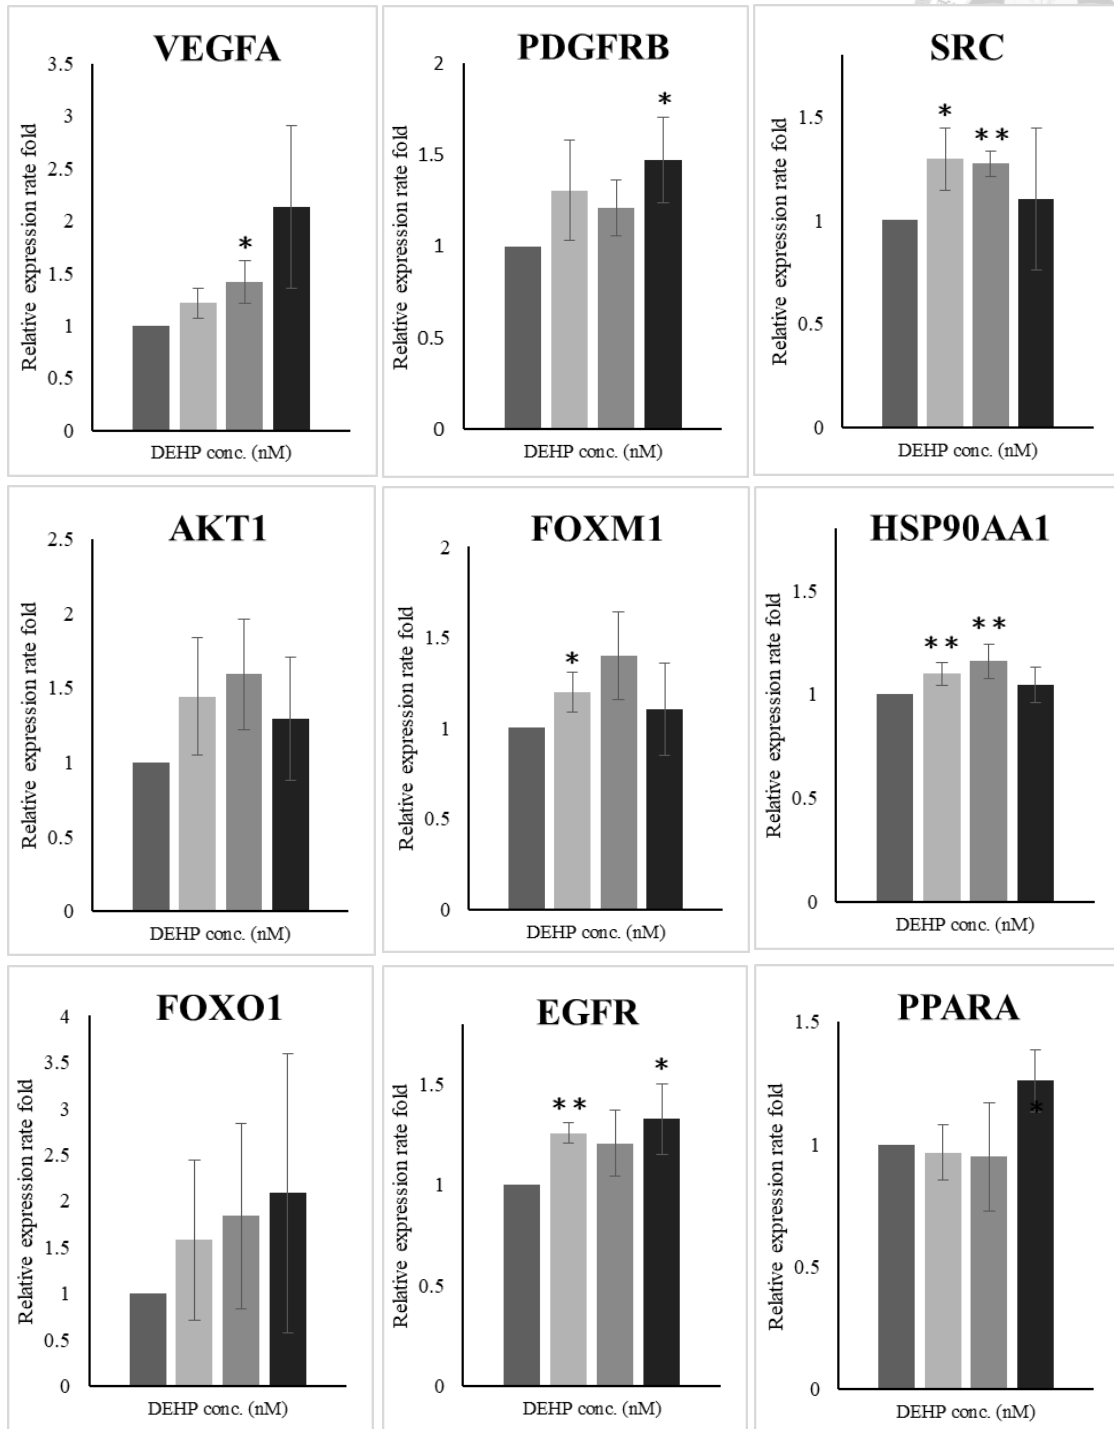 VEGFA
Relative expression rate fold
3.5
3
2.5
2
1.5
1
0.5
0
*
DEHP conc. (nM)
PDGFRB
Relative expression rate fold
2
1.5
1
0.5
0
*
DEHP conc. (nM)
SRC
Relative expression rate fold
1.5
1
0.5
0
*
**
DEHP conc. (nM)
AKT1
Relative expression rate fold
2.5
2
1.5
1
0.5
0
DEHP conc. (nM)
FOXM1
Relative expression rate fold
2
1.5
1
0.5
0
*
DEHP conc. (nM)
HSP90AA1
Relative expression rate fold
1.5
1
0.5
0
**
**
DEHP conc. (nM)
FOXO1
Relative expression rate fold
4
3.5
3
2.5
2
1.5
1
0.5
0
DEHP conc. (nM)
EGFR
Relative expression rate fold
1.5
1
0.5
0
**
*
DEHP conc. (nM)
PPARA
Relative expression rate fold
1.5
1
0.5
0
*
DEHP conc. (nM)